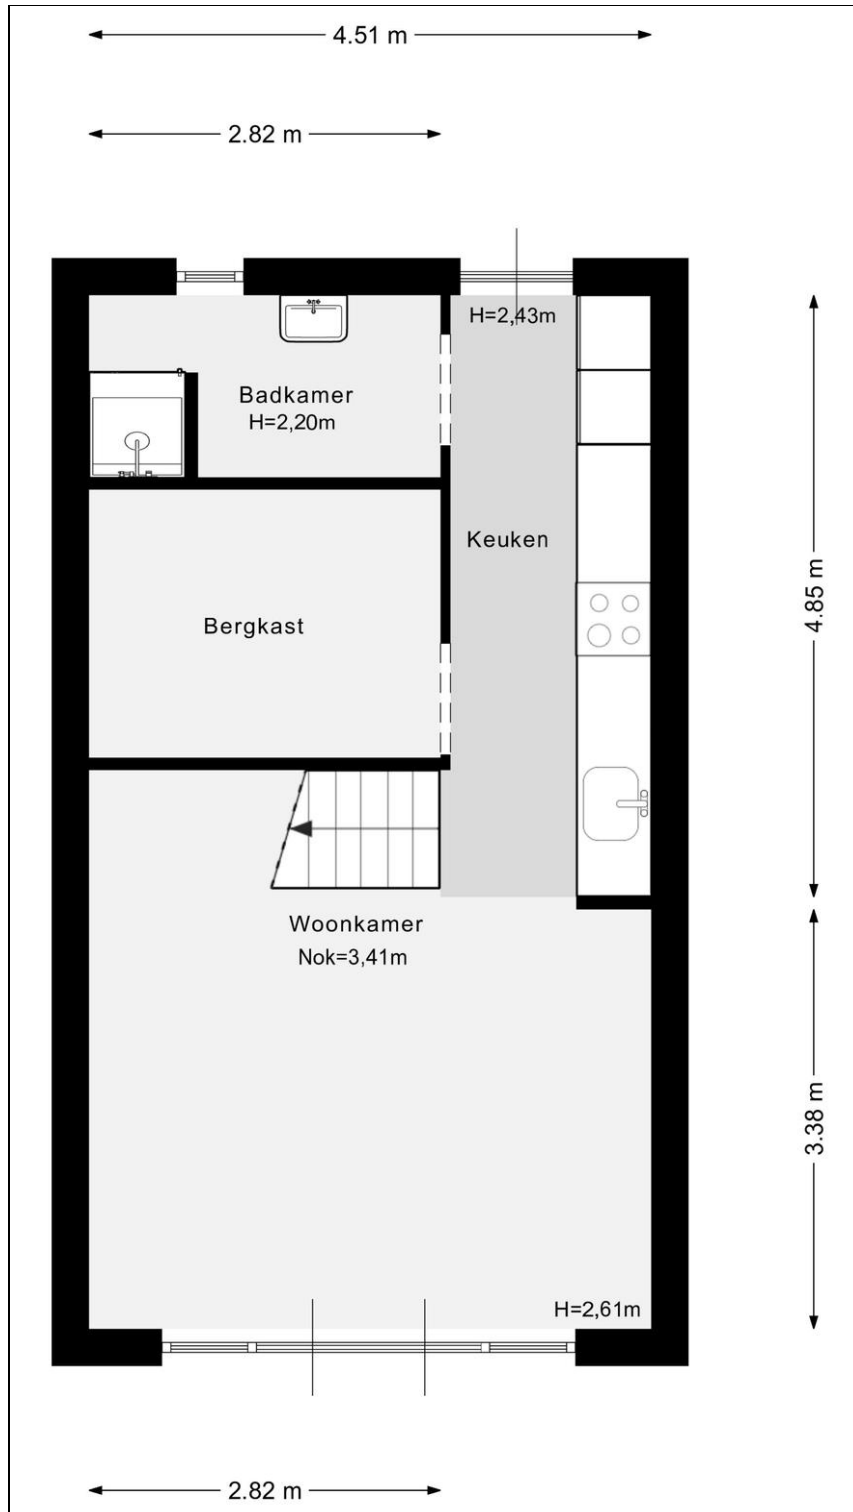 4.51 m
2.82 m
H=2,43m
Badkamer
H=2,20m
Keuken
4.85 m
Bergkast
Woonkamer
Nok=3,41m
3.38 m
H=2,61m
2.82 m